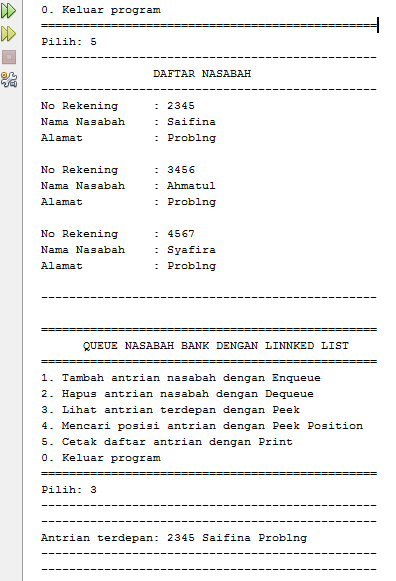 0. Keluar program
================================================
Pilih: 5
------------------------------------------------
DAFTAR NASABAH
------------------------------------------------
No Rekening : 2345
Nama Nasabah : Saifina
Alamat : Problng
No Rekening : 3456
Nama Nasabah : Ahmatul
Alamat : Problng
No Rekening : 4567
Nama Nasabah : Syafira
Alamat : Problng
------------------------------------------------
================================================
QUEUE NASABAH BANK DENGAN LINNKED LIST
================================================
1. Tambah antrian nasabah dengan Enqueue
2. Hapus antrian nasabah dengan Dequeue
3. Lihat antrian terdepan dengan Peek
4. Mencari posisi antrian dengan Peek Position
5. Cetak daftar antrian dengan Print
0. Keluar program
================================================
Pilih: 3
------------------------------------------------
------------------------------------------------
Antrian terdepan: 2345 Saifina Problng
------------------------------------------------
------------------------------------------------